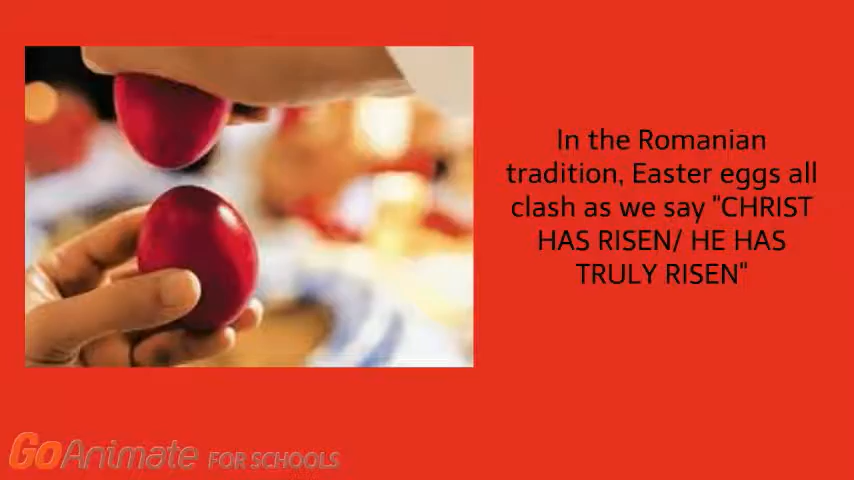 In the Romanian
tradition, Easter eggs all
clash as we say "CHRIST
HAS RISEN/ HE HAS
TRULY RISEN"
GoAnimate FOR SCHOOLS